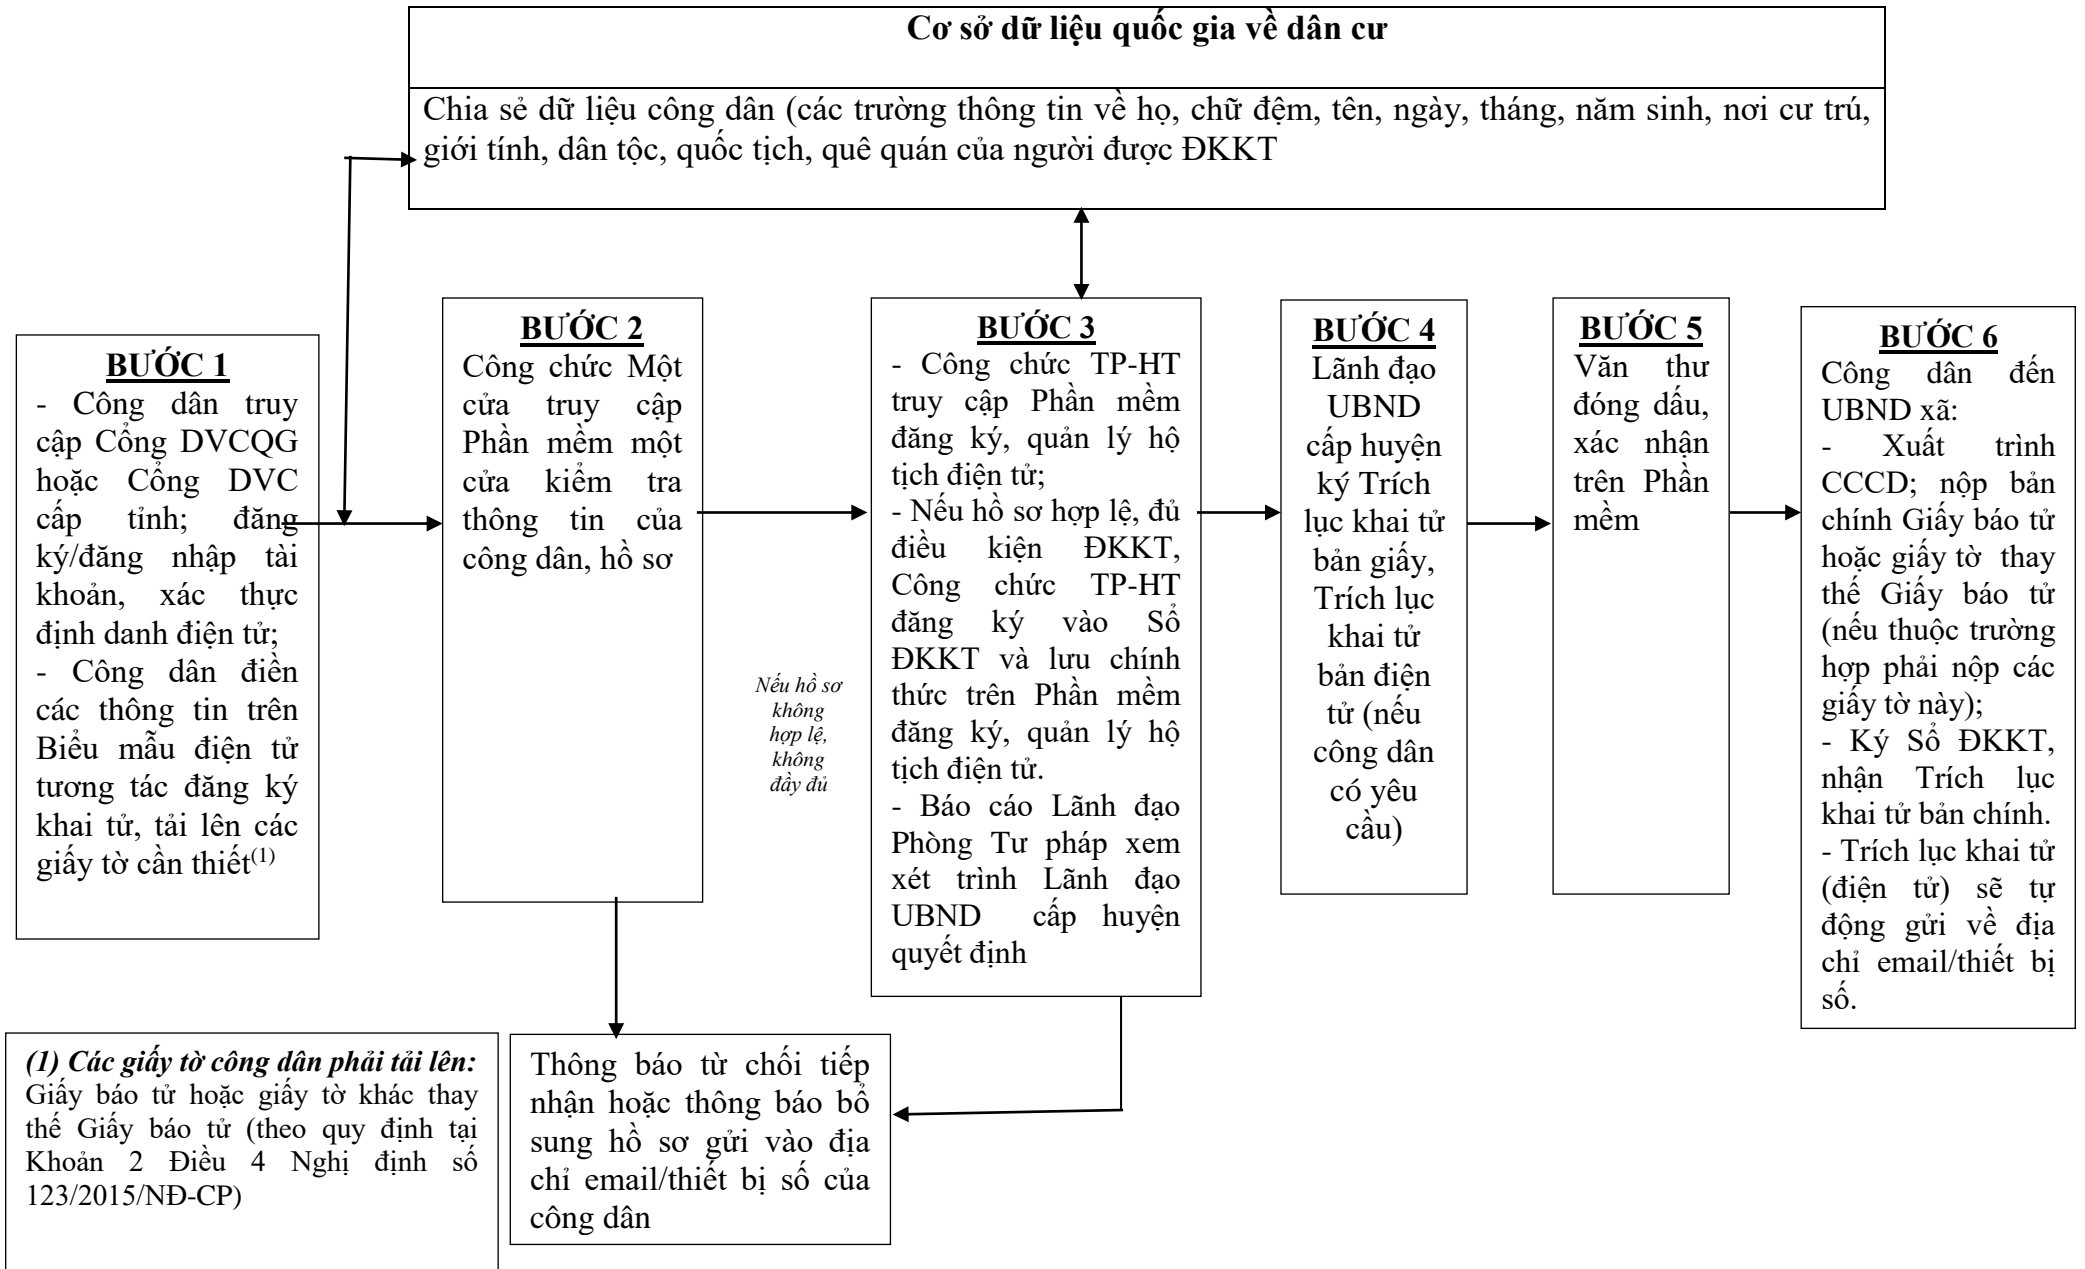 Cơ sở dữ liệu quốc gia về dân cư
Chia sẻ dữ liệu công dân (các trường thông tin về họ, chữ đệm, tên, ngày, tháng, năm sinh, nơi cư trú,
giới tính, dân tộc, quốc tịch, quê quán của người được ĐKKT
BƯỚC 1
- Công dân truy
cập Cổng DVCQG
hoặc Cổng DVC
cấp tỉnh; đăng
ký/đăng nhập tài
khoản, xác thực
định danh điện tử;
- Công dân điền
các thông tin trên
Biểu mẫu điện tử
tương tác đăng ký
khai tử, tải lên các
giấy tờ cần thiết(1)
BƯỚC 2
Công chức Một
cửa truy cập
Phần mềm một
cửa kiểm tra
thông tin của
công dân, hồ sơ
Nếu hồ sơ
không
hợp lệ,
không
đầy đủ
BƯỚC 3
- Công chức TP-HT
truy cập Phần mềm
đăng ký, quản lý hộ
tịch điện tử;
- Nếu hồ sơ hợp lệ, đủ
điều kiện ĐKKT,
Công chức TP-HT
đăng ký vào Sổ
ĐKKT và lưu chính
thức trên Phần mềm
đăng ký, quản lý hộ
tịch điện tử.
- Báo cáo Lãnh đạo
Phòng Tư pháp xem
xét trình Lãnh đạo
UBND cấp huyện
quyết định
BƯỚC 4
Lãnh đạo
UBND
cấp huyện
ký Trích
lục khai tử
bản giấy,
Trích lục
khai tử
bản điện
tử (nếu
công dân
có yêu
cầu)
BƯỚC 5
Văn thư
đóng dấu,
xác nhận
trên Phần
mềm
BƯỚC 6
Công dân đến
UBND xã:
- Xuất trình
CCCD; nộp bản
chính Giấy báo tử
hoặc giấy tờ thay
thế Giấy báo tử
(nếu thuộc trường
hợp phải nộp các
giấy tờ này);
- Ký Sổ ĐKKT,
nhận Trích lục
khai tử bản chính.
- Trích lục khai tử
(điện tử) sẽ tự
động gửi về địa
chỉ email/thiết bị
số.
(1) Các giấy tờ công dân phải tải lên:
Giấy báo tử hoặc giấy tờ khác thay
thế Giấy báo tử (theo quy định tại
Khoản 2 Điều 4 Nghị định số
123/2015/NĐ-CP)
Thông báo từ chối tiếp
nhận hoặc thông báo bổ
sung hồ sơ gửi vào địa
chỉ email/thiết bị số của
công dân